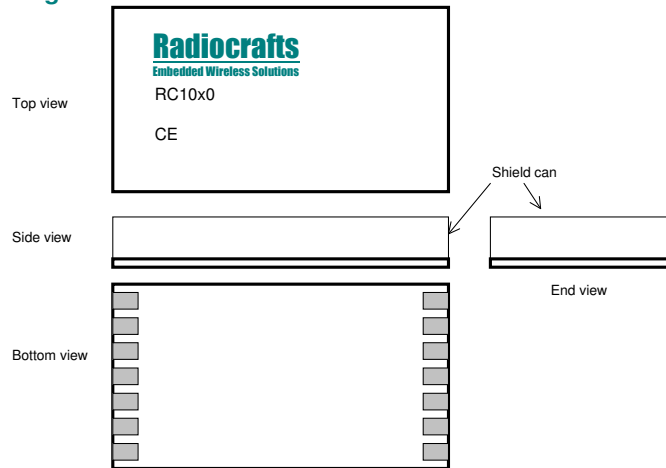 Radiocrafts
Embedded Wireless Solutions
RC10x0
Top view
CE
Shield can
Side view
End view
Bottom view